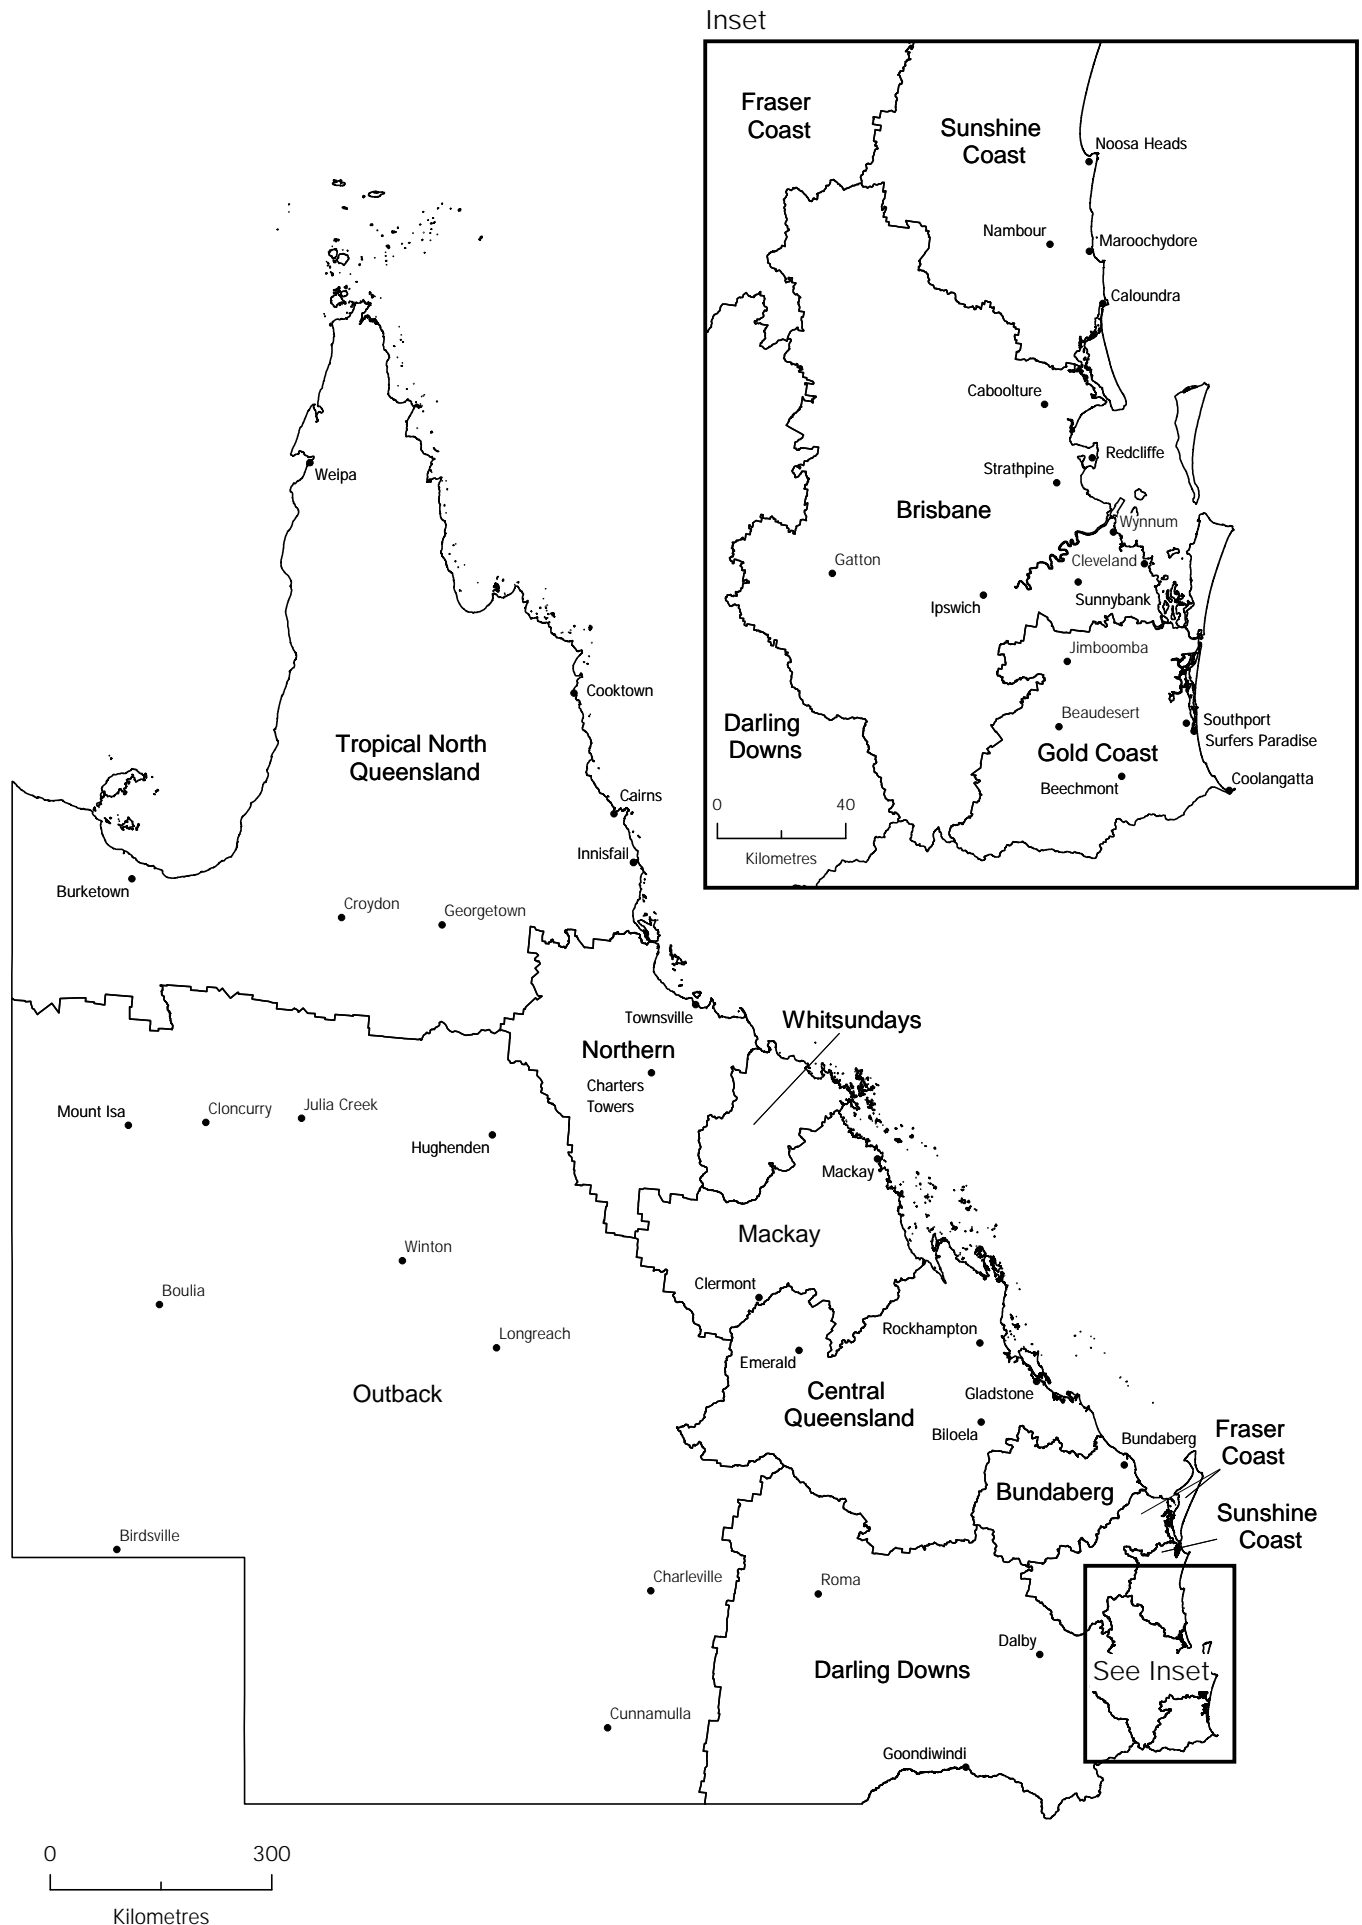 Inset
Fraser
Coast
Sunshine
Coast
Noosa Heads
Nambour
Maroochydore
Caloundra
Caboolture
Redcliffe
Strathpine
Brisbane
Wynnum
Gatton
Cleveland
Ipswich
Sunnybank
Jimboomba
Beaudesert
Darling
Downs
Southport
Surfers Paradise
Gold Coast
Beechmont
Coolangatta
0 40
Kilometres
Weipa
Cooktown
Tropical North
Queensland
Cairns
Innisfail
Burketown
Croydon
Georgetown
Townsville
Whitsundays
Northern
Charters
Towers
Mount Isa
Cloncurry
Julia Creek
Hughenden
Mackay
Mackay
Winton
Boulia
Clermont
Longreach
Rockhampton
Emerald
Outback
Central
Queensland
Gladstone
Biloela
Bundaberg
Fraser
Coast
Bundaberg
Sunshine
Coast
Birdsville
Charleville
Roma
Dalby
Darling Downs
See Inset
Cunnamulla
Goondiwindi
0 300
Kilometres